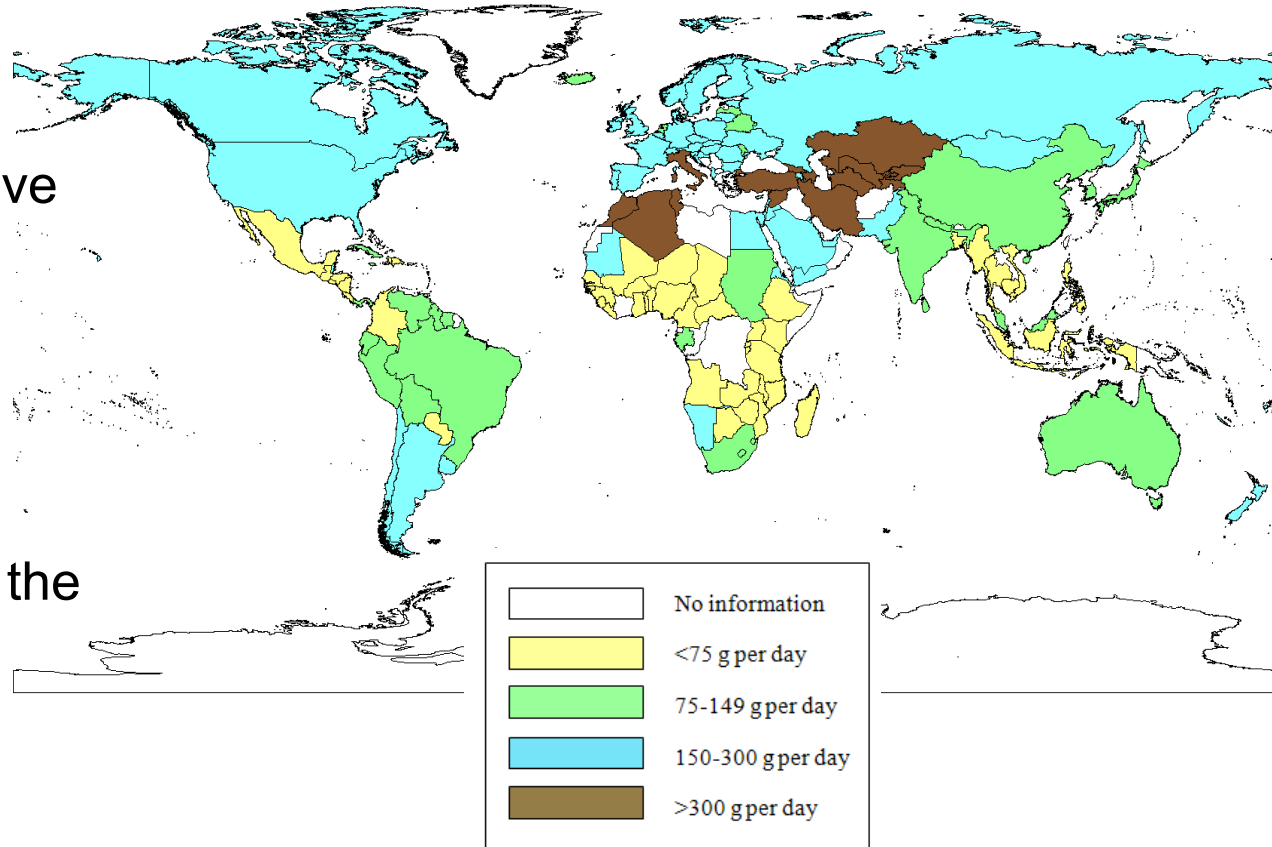 ve
the
No information
<75 g per day
75-149 g per day
150-300 g per day
>300 g per day